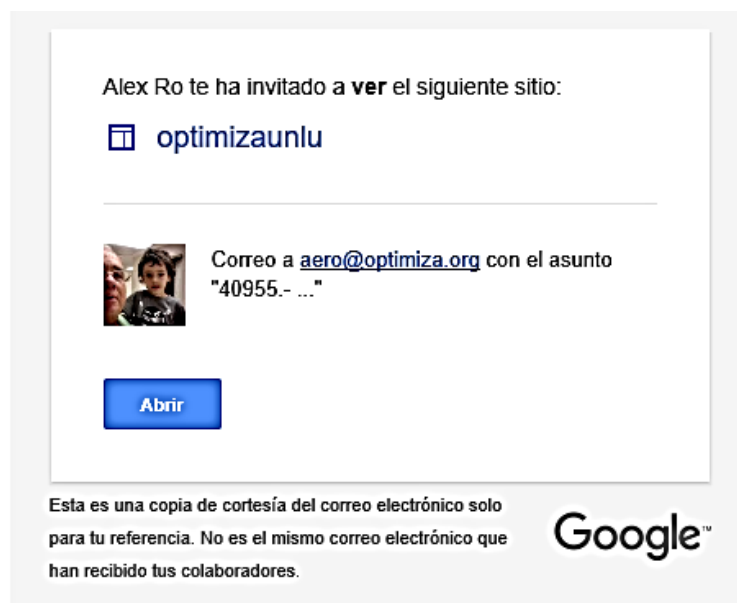 Alex Ro te ha invitado a ver el siguiente sitio:
optimizaunlu
Correo a aero@optimiza.org con el asunto
"40955.- ..."
Abrir
Esta es una copia de cortesía del correo electrónico solo
para tu referencia. No es el mismo correo electrónico que
han recibido tus colaboradores.
Google™